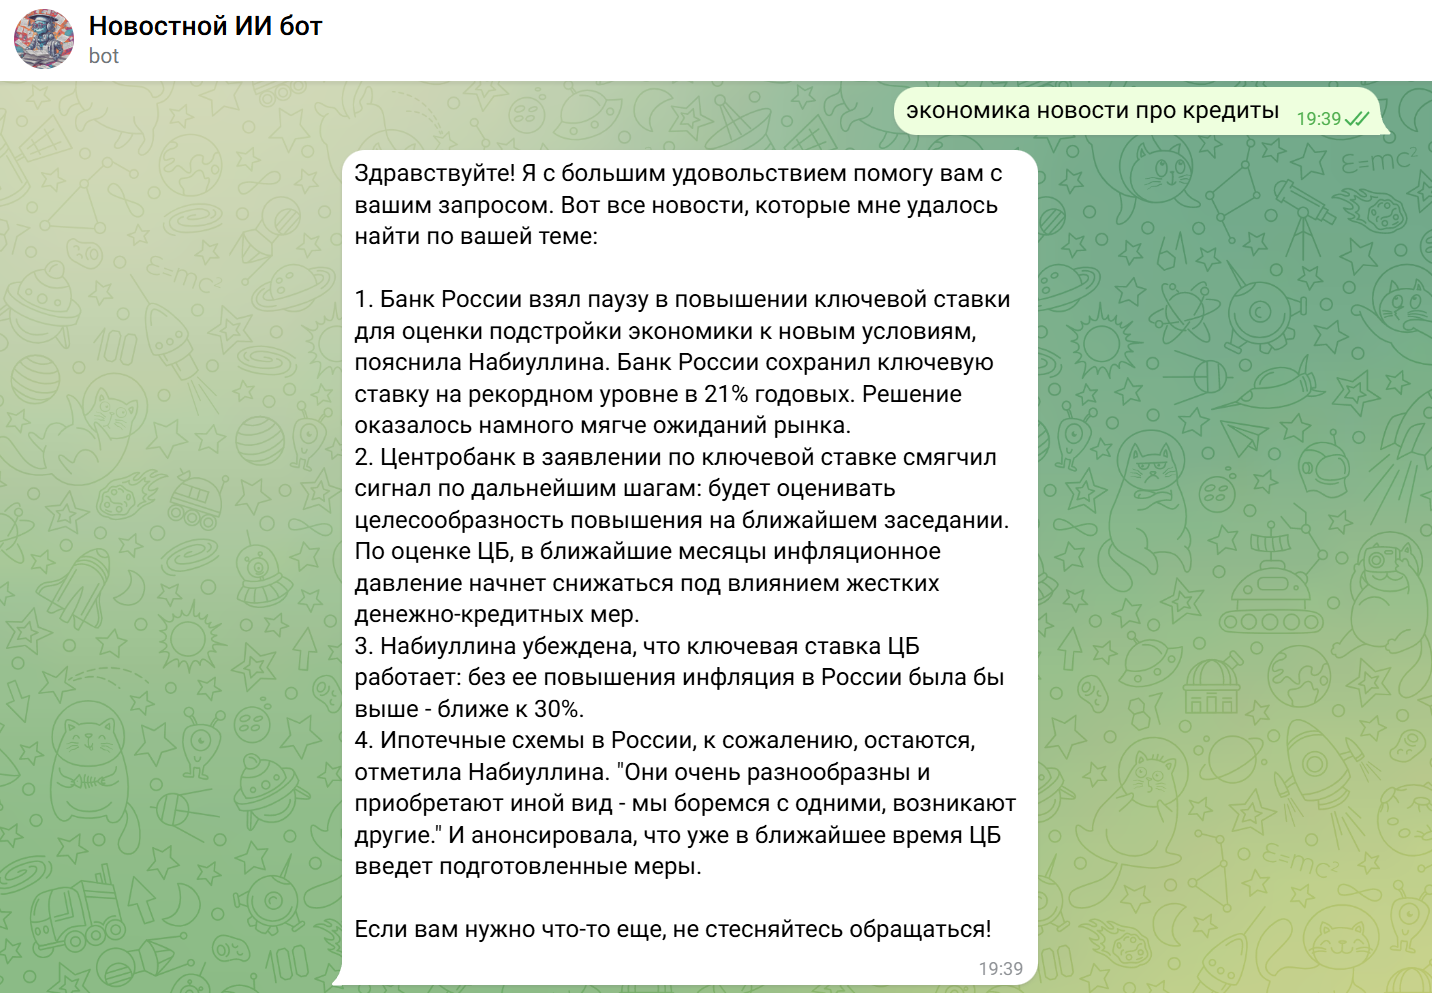 Новостной ИИ бот
bot
экономика новости про кредиты 19:39
Здравствуйте! Я с большим удовольствием помогу вам с
вашим запросом. Вот все новости, которые мне удалось
найти по вашей теме:
1. Банк России взял паузу в повышении ключевой ставки
для оценки подстройки экономики к новым условиям,
пояснила Набиуллина. Банк России сохранил ключевую
ставку на рекордном уровне в 21% годовых. Решение
оказалось намного мягче ожиданий рынка.
2. Центробанк в заявлении по ключевой ставке смягчил
сигнал по дальнейшим шагам: будет оценивать
целесообразность повышения на ближайшем заседании.
По оценке ЦБ, в ближайшие месяцы инфляционное
давление начнет снижаться под влиянием жестких
денежно-кредитных мер.
3. Набиуллина убеждена, что ключевая ставка ЦБ
работает: без ее повышения инфляция в России была бы
выше - ближе к 30%.
4. Ипотечные схемы в России, к сожалению, остаются,
отметила Набиуллина. "Они очень разнообразны и
приобретают иной вид - мы боремся с одними, возникают
другие." И анонсировала, что уже в ближайшее время ЦБ
введет подготовленные меры.
Если вам нужно что-то еще, не стесняйтесь обращаться!
19:39